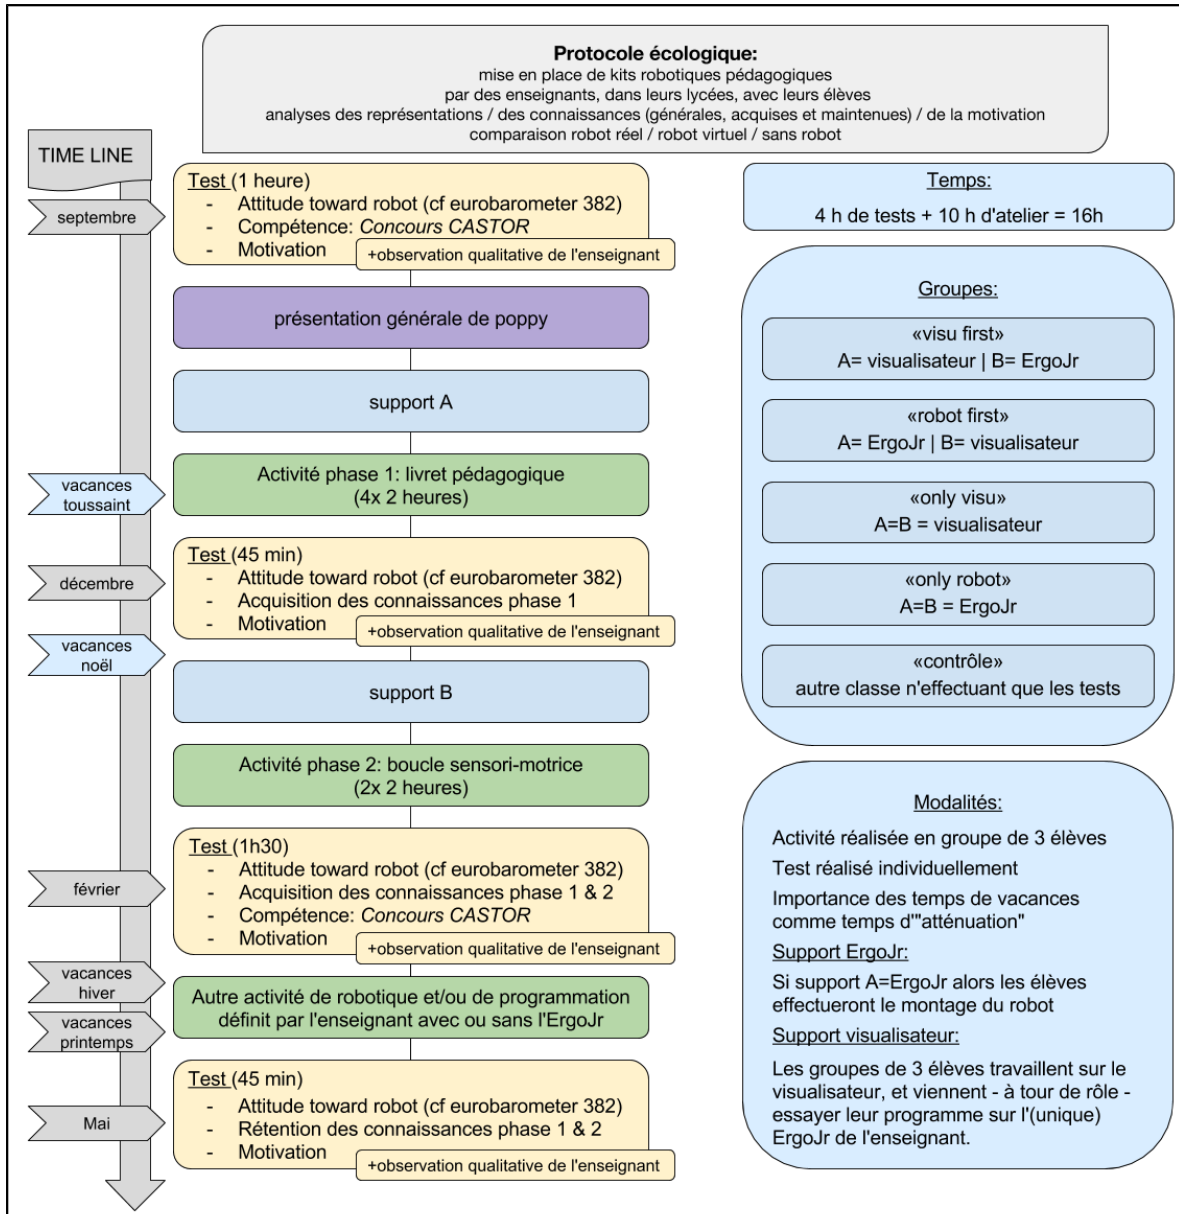 Protocole écologique:
mise en place de kits robotiques pédagogiques
par des enseignants, dans leurs lycées, avec leurs élèves
analyses des représentations / des connaissances (générales, acquises et maintenues) / de la motivation
comparaison robot réel / robot virtuel / sans robot
TIME LINE
septembre
Test (1 heure)
- Attitude toward robot (cf eurobarometer 382)
- Compétence: Concours CASTOR
- Motivation
+observation qualitative de l'enseignant
présentation générale de poppy
support A
vacances
toussaint
Activité phase 1: livret pédagogique
(4x 2 heures)
décembre
Test (45 min)
- Attitude toward robot (cf eurobarometer 382)
- Acquisition des connaissances phase 1
- Motivation
+observation qualitative de l'enseignant
vacances
noël
support B
Activité phase 2: boucle sensori-motrice
(2x 2 heures)
février
Test (1h30)
- Attitude toward robot (cf eurobarometer 382)
- Acquisition des connaissances phase 1 & 2
- Compétence: Concours CASTOR
- Motivation
+observation qualitative de l'enseignant
vacances
hiver
vacances
printemps
Autre activité de robotique et/ou de programmation
définit par l'enseignant avec ou sans l'ErgoJr
Mai
Test (45 min)
- Attitude toward robot (cf eurobarometer 382)
- Rétention des connaissances phase 1 & 2
- Motivation
+observation qualitative de l'enseignant
Temps:
4 h de tests + 10 h d'atelier = 16h
Groupes:
«visu first»
A= visualisateur | B= ErgoJr
«robot first»
A= ErgoJr | B= visualisateur
«only visu»
A=B = visualisateur
«only robot»
A=B = ErgoJr
«contrôle»
autre classe n'effectuant que les tests
Modalités:
Activité réalisée en groupe de 3 élèves
Test réalisé individuellement
Importance des temps de vacances
comme temps d'"atténuation"
Support ErgoJr:
Si support A=ErgoJr alors les élèves
effectueront le montage du robot
Support visualisateur:
Les groupes de 3 élèves travaillent sur le
visualisateur, et viennent - à tour de rôle -
essayer leur programme sur l'(unique)
ErgoJr de l'enseignant.